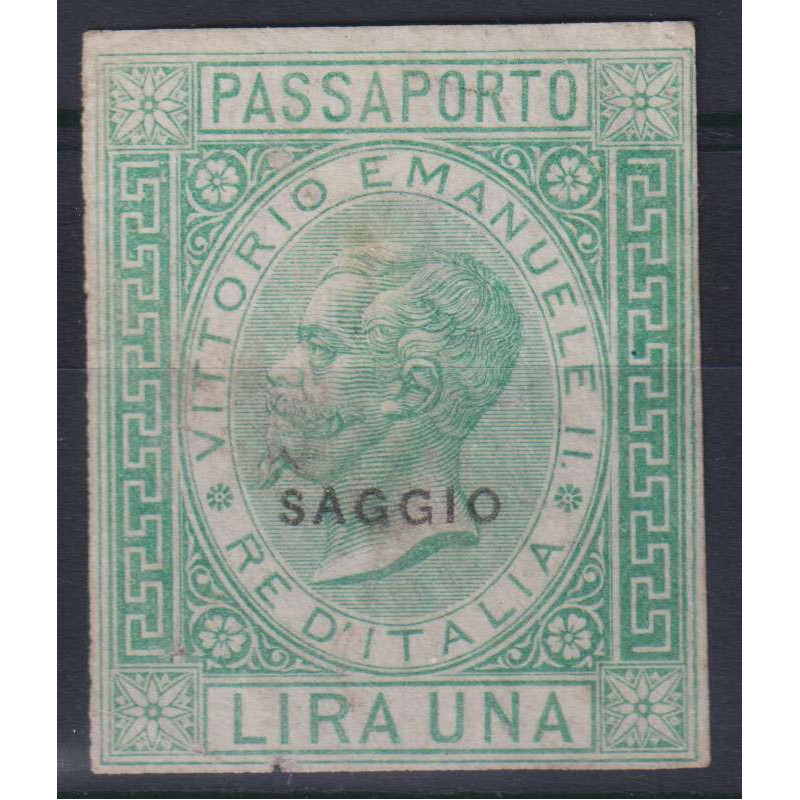 PASSAPORTO
VITTORIO EMANUELE II.
SAGGIO
RE D'ITALIA
LIRA UNA